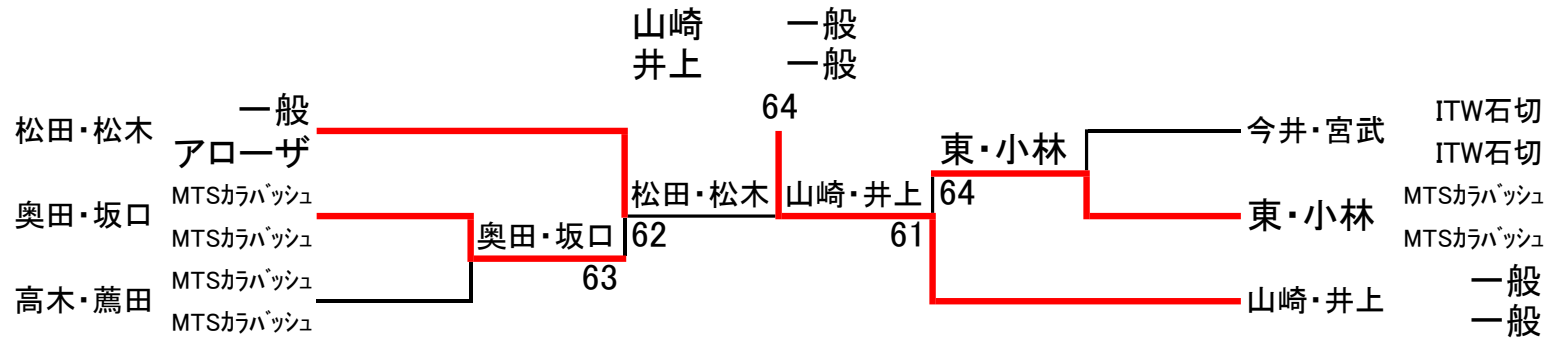 山崎 一般
井上 一般
64
松田・松木 一般
アローザ
奥田・坂口 MTSカラバッシュ
MTSカラバッシュ
高木・薦田 MTSカラバッシュ
MTSカラバッシュ
奥田・坂口
63
松田・松木
62
山崎・井上
61
東・小林
64
今井・宮武 ITW石切
ITW石切
東・小林 MTSカラバッシュ
MTSカラバッシュ
山崎・井上 一般
一般